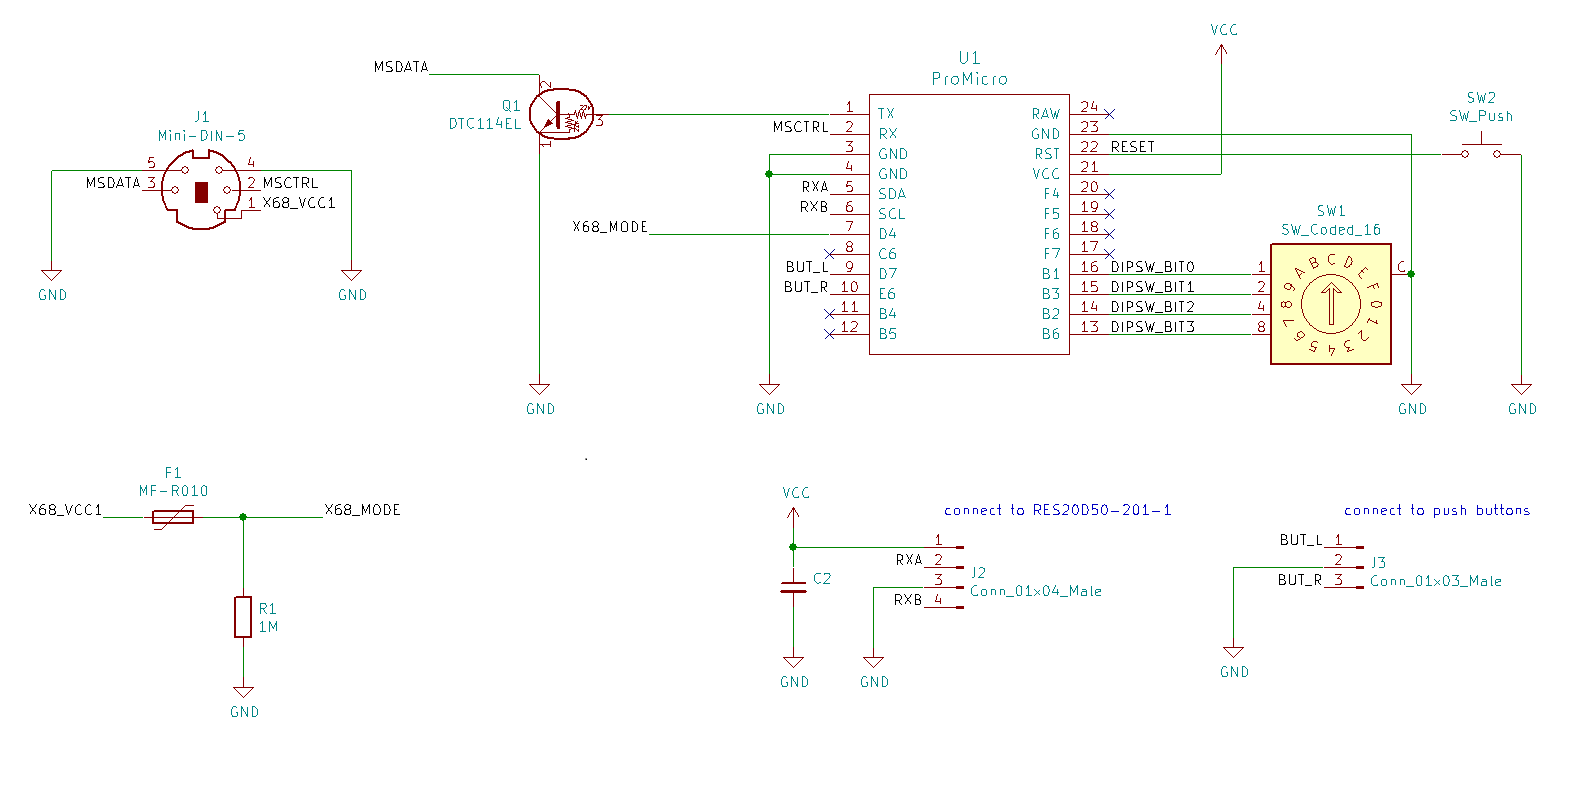 VCC
MSDATA
2
Q1
DTC114EL
22k
3
1
U1
ProMicro
1 TX RAW 24
MSCTRL 2 RX GND 23
3 GND RST 22 RESET
4 GND VCC 21
RXA 5 SDA F4 20
RXB 6 SCL F5 19
X68_MODE 7 D4 F6 18
8 C6 F7 17
BUT_L 9 D7 B1 16 DIPSW_BIT0
BUT_R 10 E6 B3 15 DIPSW_BIT1
11 B4 B2 14 DIPSW_BIT2
12 B5 B6 13 DIPSW_BIT3
SW2
SW_Push
J1
Mini-DIN-5
5 4
MSDATA 3 2 MSCTRL
1 X68_VCC1
GND GND
SW1
SW_Coded_16
1 C
2
4
8
0 1 2 3 4 5 6 7 8 9 A B C D E F
GND GND GND GND
F1
MF-R010
X68_VCC1 X68_MODE
R1
1M
GND
VCC
C2
GND
connect to RES20D50-201-1
1
RXA 2
3
RXB 4
J2
Conn_01x04_Male
GND
connect to push buttons
BUT_L 1
2
BUT_R 3
J3
Conn_01x03_Male
GND